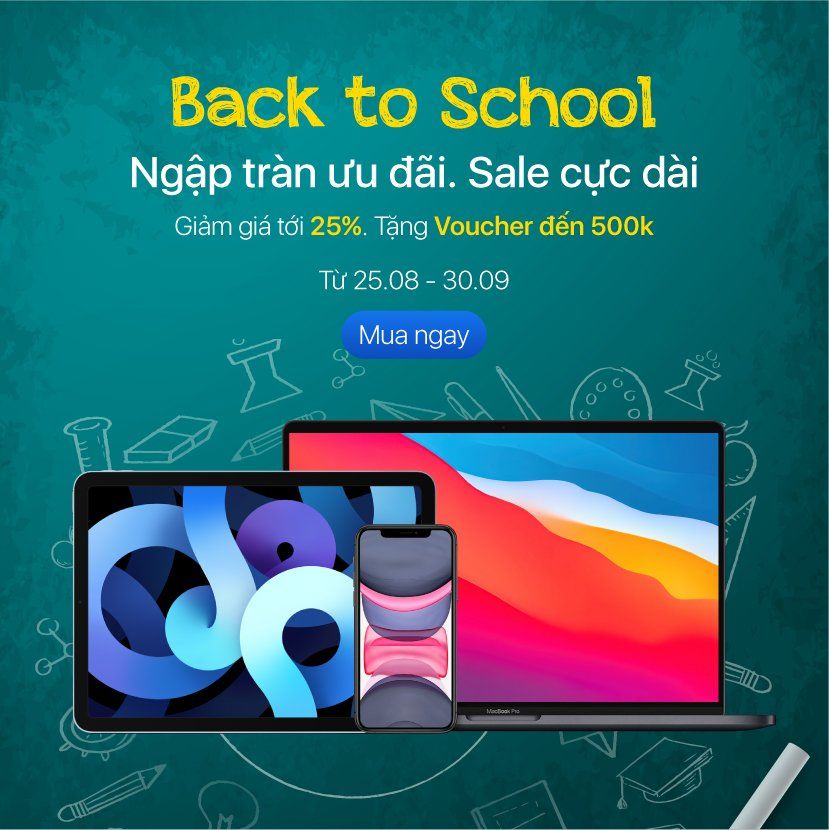 Back to School
Ngập tràn ưu đãi. Sale cực dài
Giảm giá tới 25%. Tặng Voucher đến 500k
Từ 25.08 - 30.09
Mua ngay
MacBook Pro